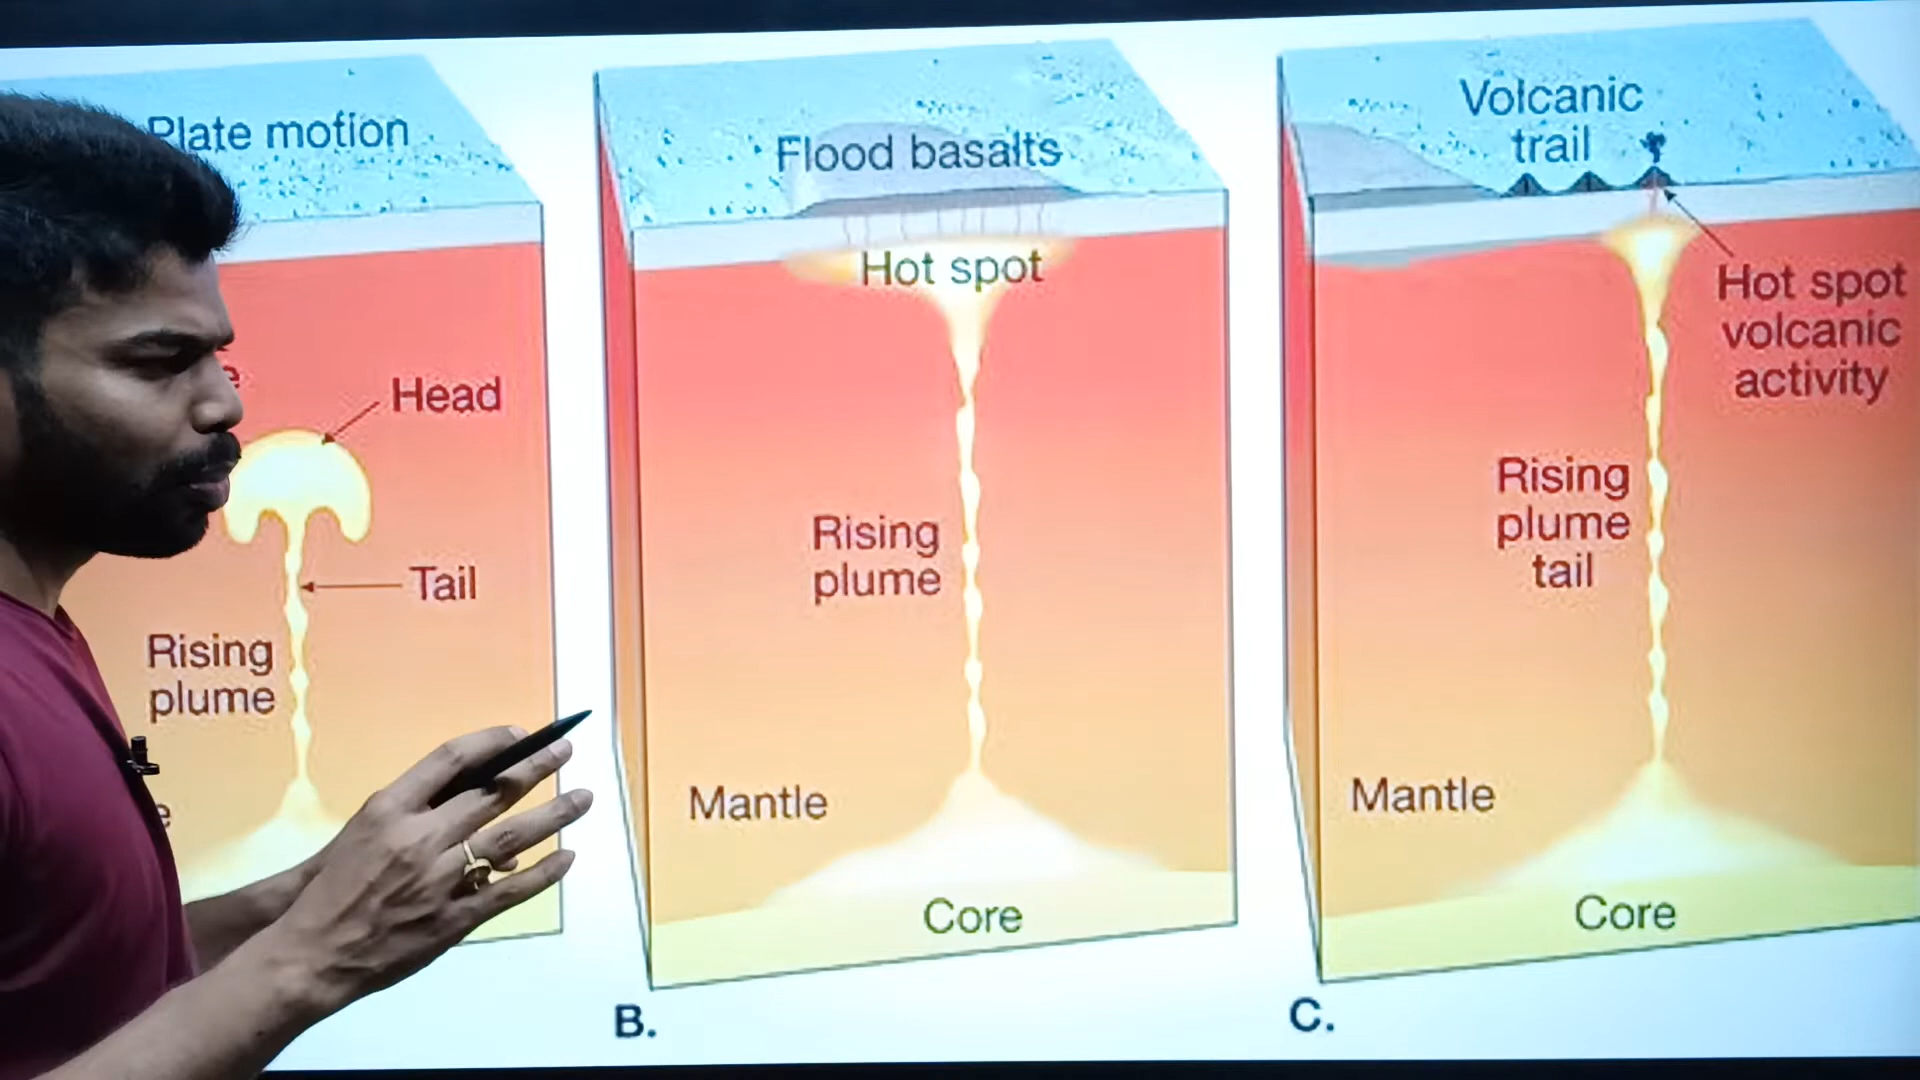 Plate motion
Head
Tail
Rising
plume
Flood basalts
Hot spot
Rising
plume
Mantle
Core
B.
Volcanic
trail
Hot spot
volcanic
activity
Rising
plume
tail
Mantle
Core
C.